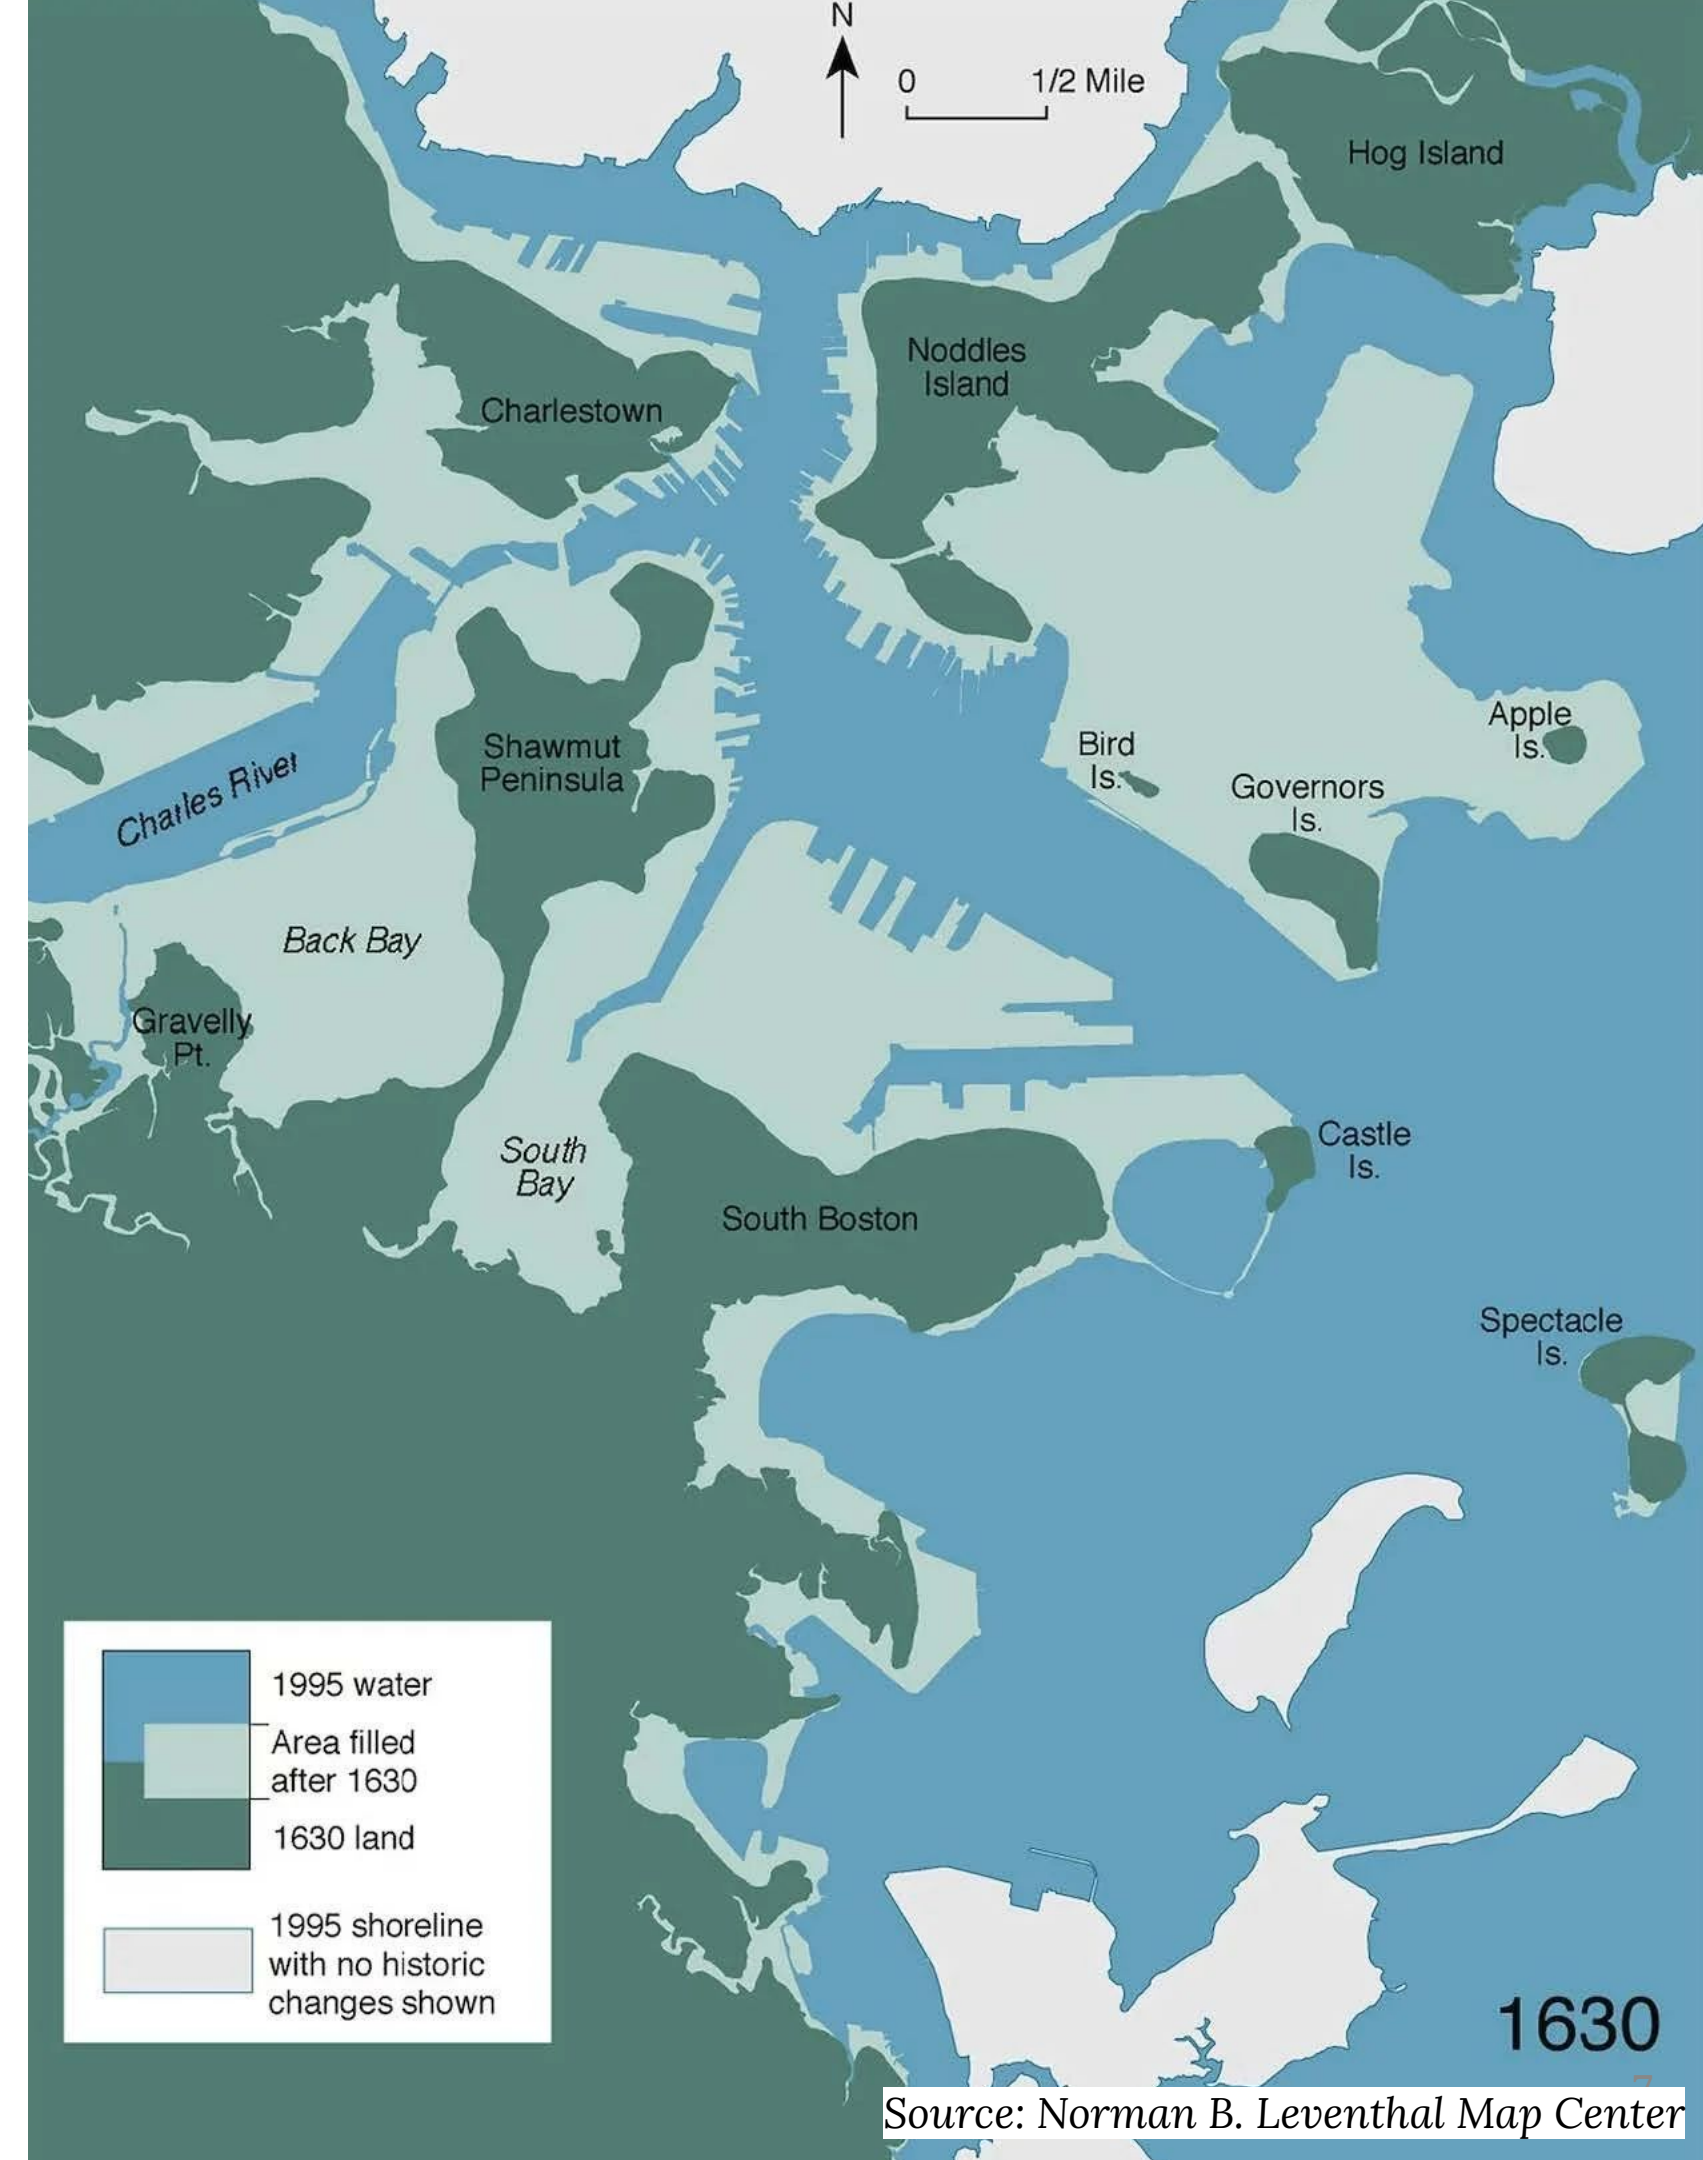 N
0 1/2 Mile
Hog Island
Noddles
Island
Charlestown
Apple
Is.
Bird
Is.
Governors
Is.
Shawmut
Peninsula
Charles River
Back Bay
Gravelly
Pt.
Castle
Is.
South
Bay
South Boston
Spectacle
Is.
1995 water
Area filled
after 1630
1630 land
1995 shoreline
with no historic
changes shown
1630
7
Source: Norman B. Leventhal Map Center